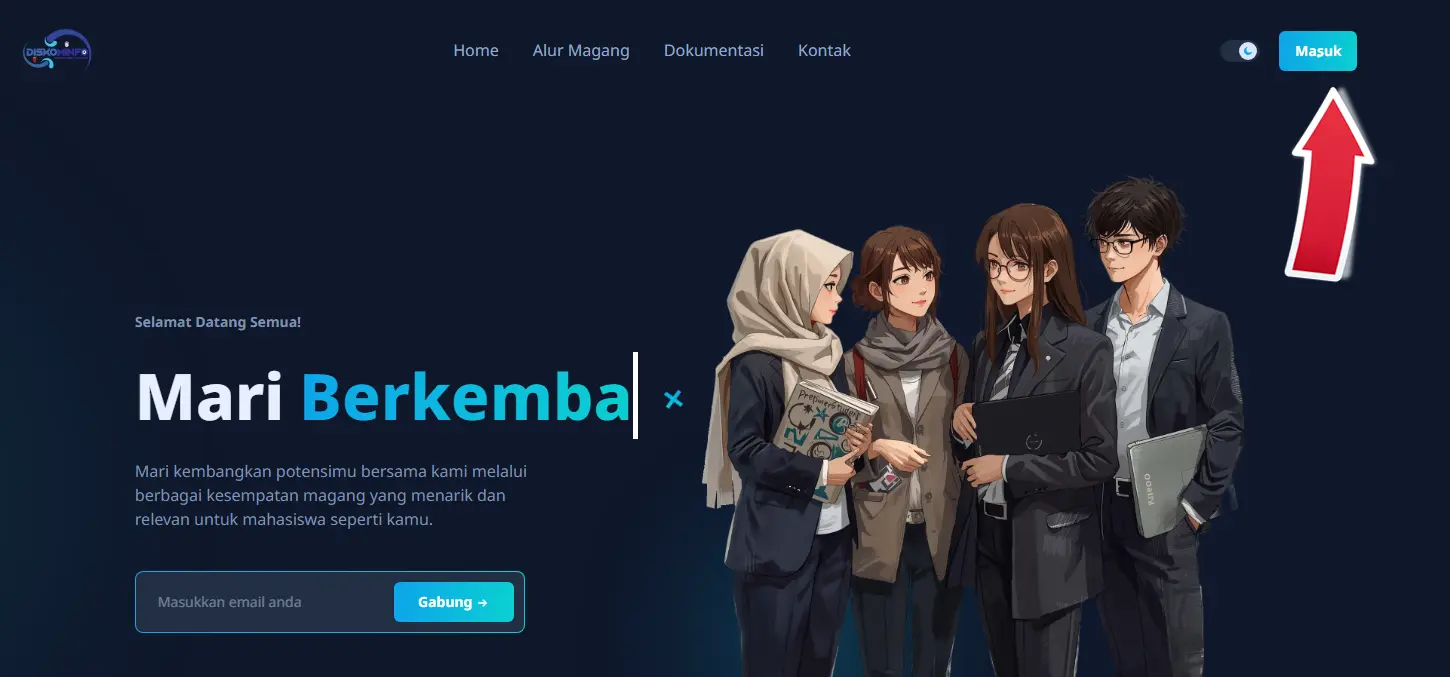 DISKOMINFO
Home
Alur Magang
Dokumentasi
Kontak
Masuk
Selamat Datang Semua!
Mari Berkemba
Mari kembangkan potensimu bersama kami melalui
berbagai kesempatan magang yang menarik dan
relevan untuk mahasiswa seperti kamu.
Masukkan email anda
Gabung →